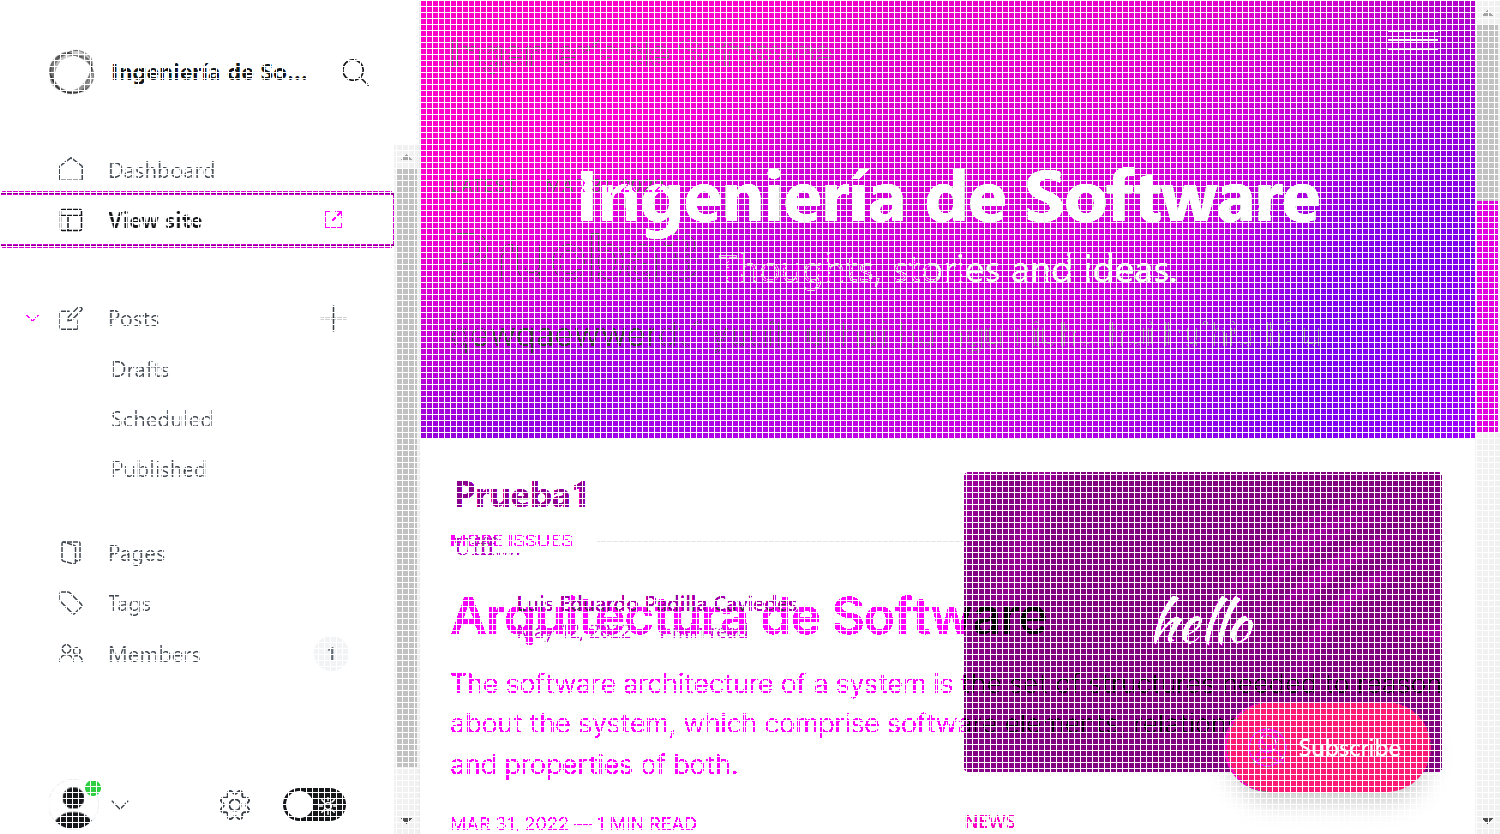 Ingeniería de So...
Dashboard
View site
Posts
Drafts
Scheduled
Published
Pages
Tags
Members 1
Ingeniería de Software
Thoughts, stories and ideas.
Prueba1
MORE ISSUES
Luis Eduardo Padilla Caviedes
Arquitectura de Software
The software architecture of a system is
about the system, which comprise softwa
and properties of both.
MAR 31, 2022 — 1 MIN READ
hello
Subscribe
NEWS